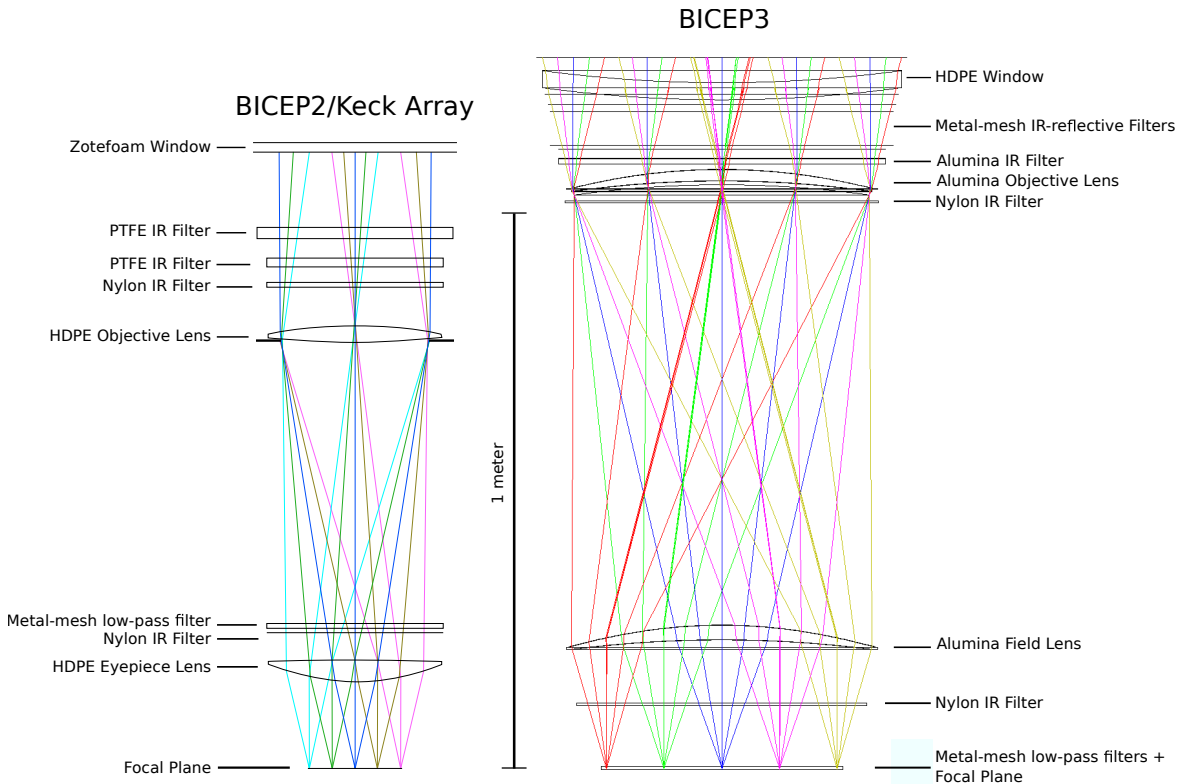 BICEP3
BICEP2/Keck Array
Zotefoam Window
PTFE IR Filter
PTFE IR Filter
Nylon IR Filter
HDPE Objective Lens
Metal-mesh low-pass filter
Nylon IR Filter
HDPE Eyepiece Lens
Focal Plane
1 meter
HDPE Window
Metal-mesh IR-reflective Filters
Alumina IR Filter
Alumina Objective Lens
Nylon IR Filter
Alumina Field Lens
Nylon IR Filter
Metal-mesh low-pass filters +
Focal Plane